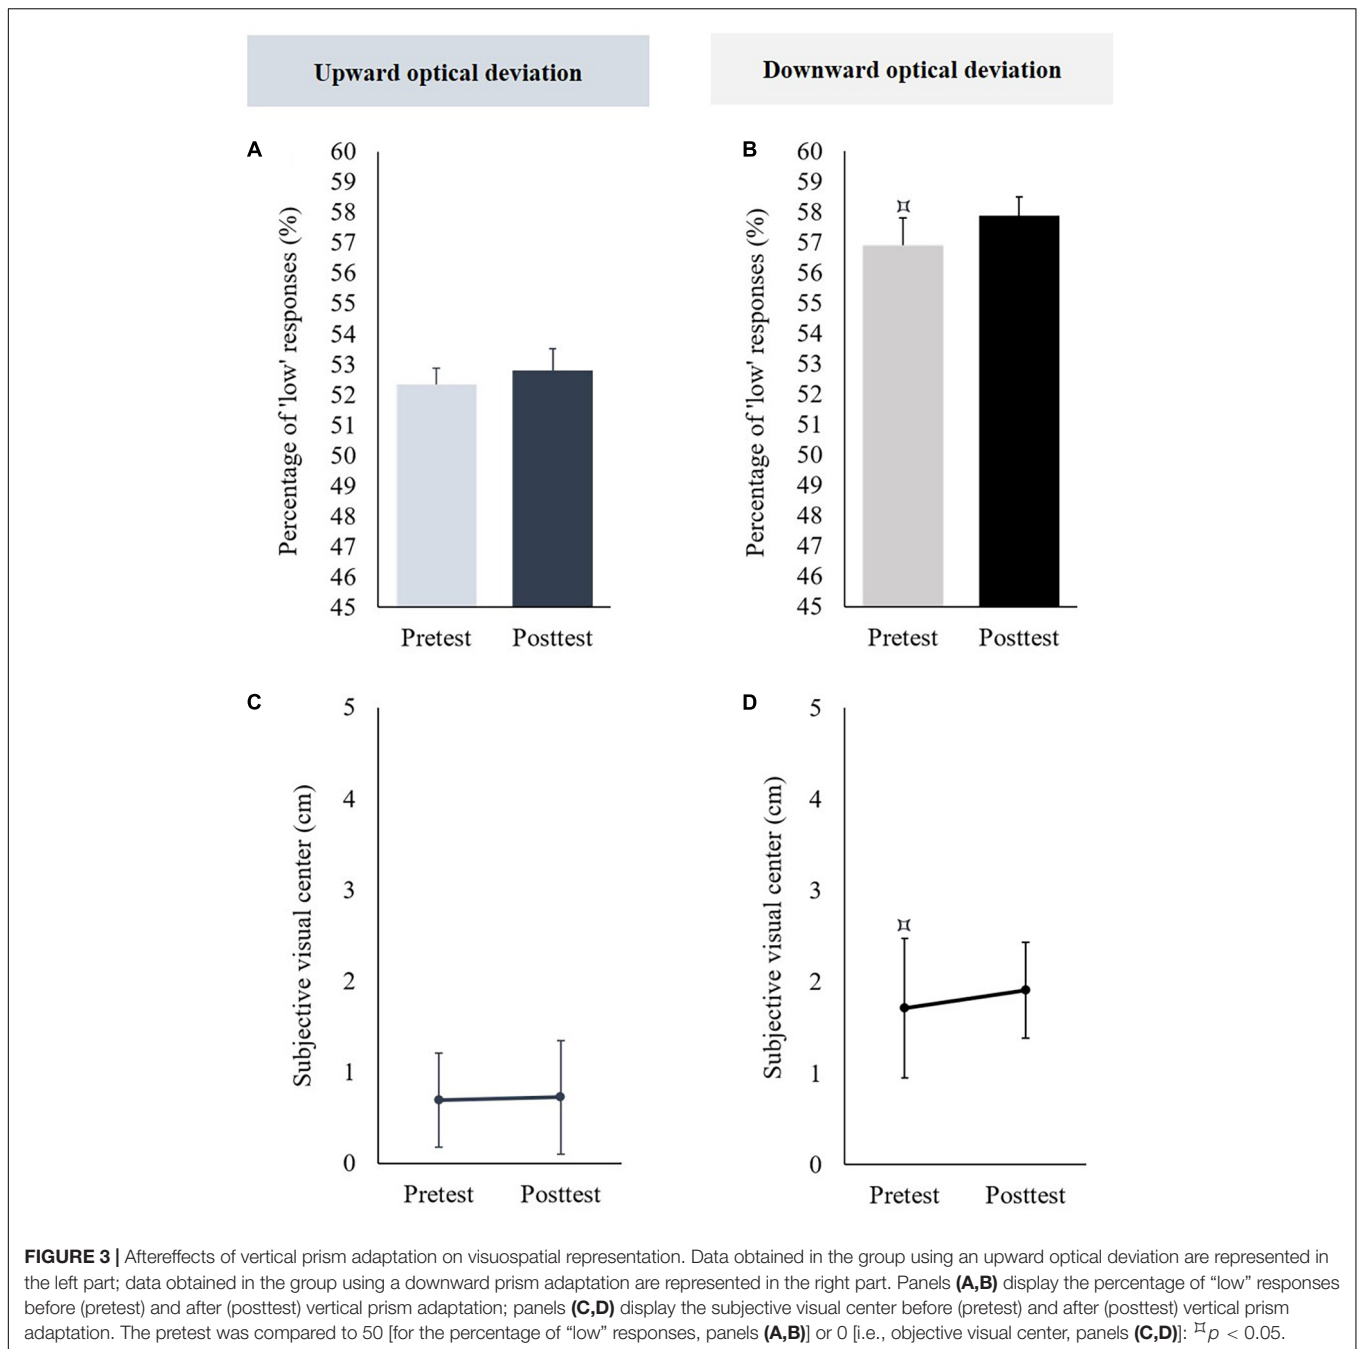 Upward optical deviation
Downward optical deviation
A
Percentage of 'low' responses (%)
60
59
58
57
56
55
54
53
52
51
50
49
48
47
46
45
Pretest Posttest
B
Percentage of 'low' responses (%)
60
59
58
57
56
55
54
53
52
51
50
49
48
47
46
45
¤
Pretest Posttest
C
Subjective visual center (cm)
5
4
3
2
1
0
Pretest Posttest
D
Subjective visual center (cm)
5
4
3
2
1
0
¤
Pretest Posttest
FIGURE 3 | Aftereffects of vertical prism adaptation on visuospatial representation. Data obtained in the group using an upward optical deviation are represented in
the left part; data obtained in the group using a downward prism adaptation are represented in the right part. Panels (A,B) display the percentage of “low” responses
before (pretest) and after (posttest) vertical prism adaptation; panels (C,D) display the subjective visual center before (pretest) and after (posttest) vertical prism
adaptation. The pretest was compared to 50 [for the percentage of “low” responses, panels (A,B)] or 0 [i.e., objective visual center, panels (C,D)]: ¤p < 0.05.